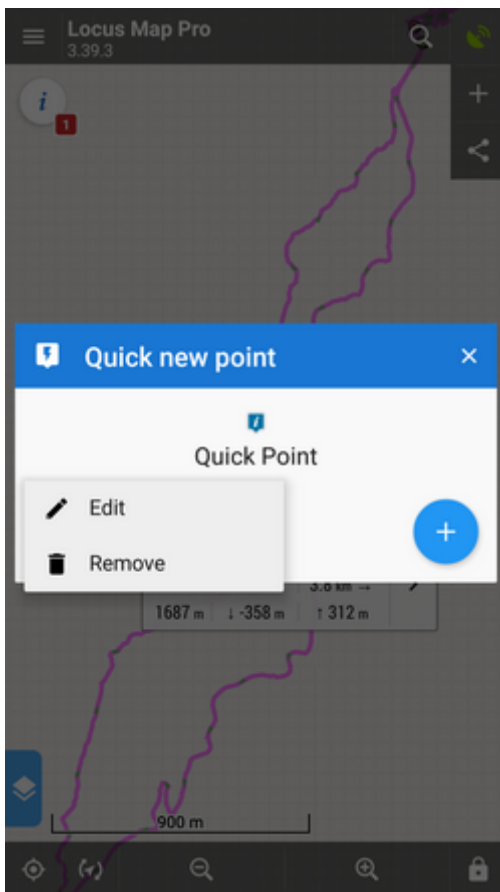 Locus Map Pro
3.39.3
i
1
Quick new point
i
Quick Point
Edit
Remove
3.8 km →
1687 m ↓ -358 m ↑ 312 m
900 m